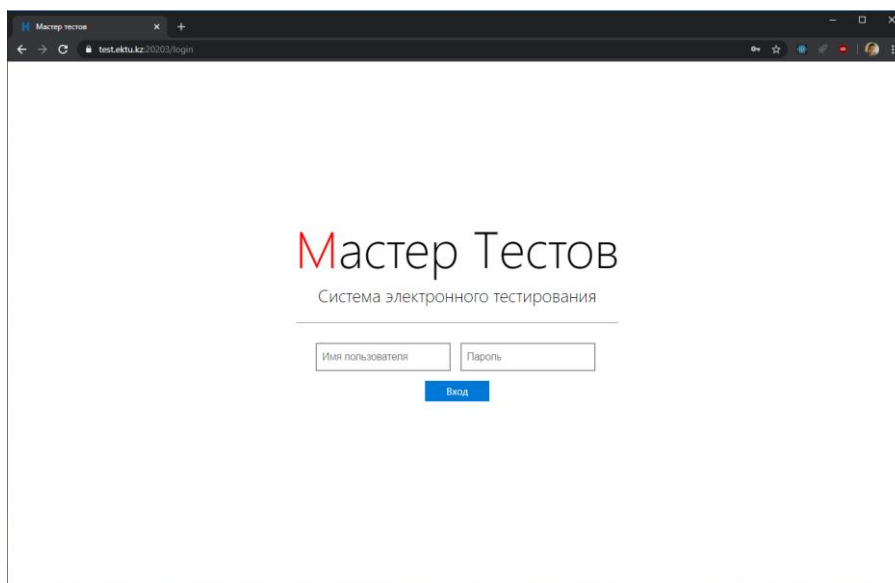 Мастер тестов
test.ektu.kz:20203/login
Мастер Тестов
Система электронного тестирования
Имя пользователя Пароль
Вход